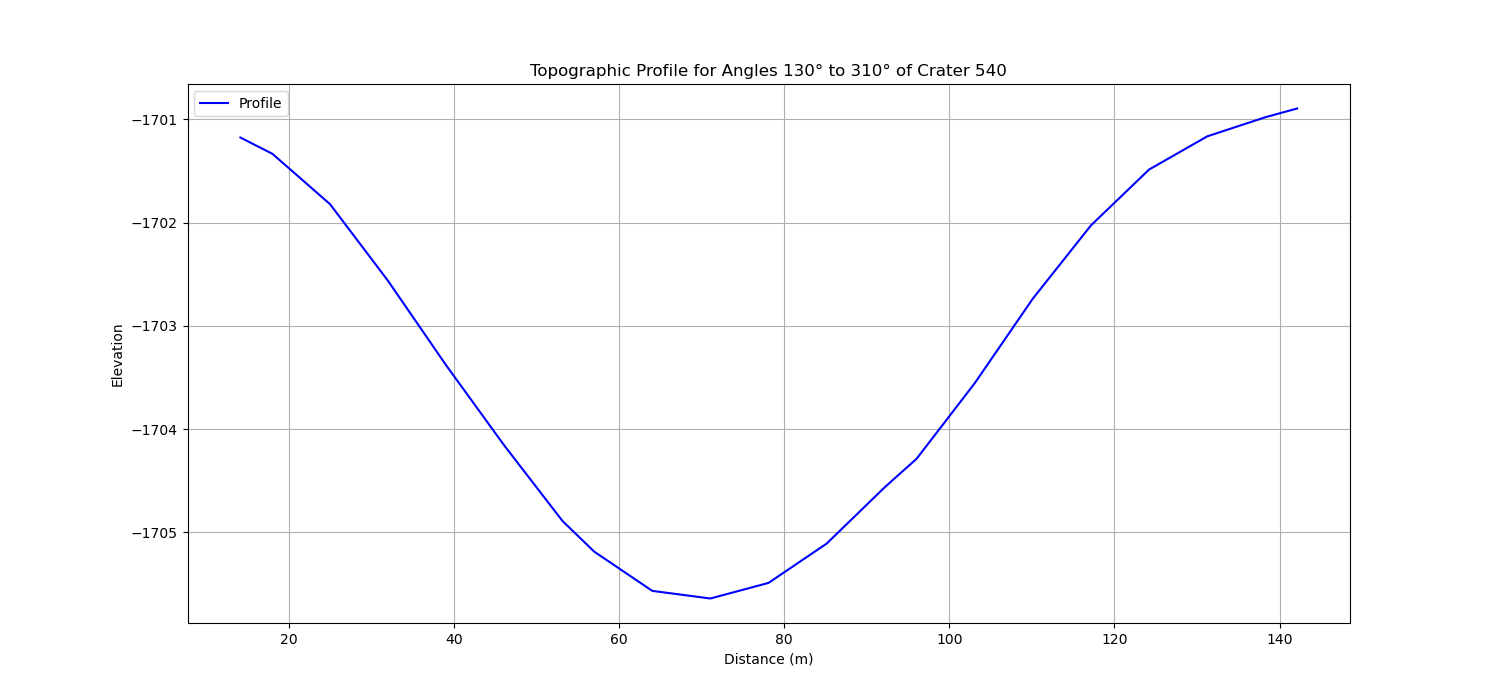 Topographic Profile for Angles 130° to 310° of Crater 540
Profile
−1701
−1702
−1703
−1704
−1705
Elevation
20 40 60 80 100 120 140
Distance (m)